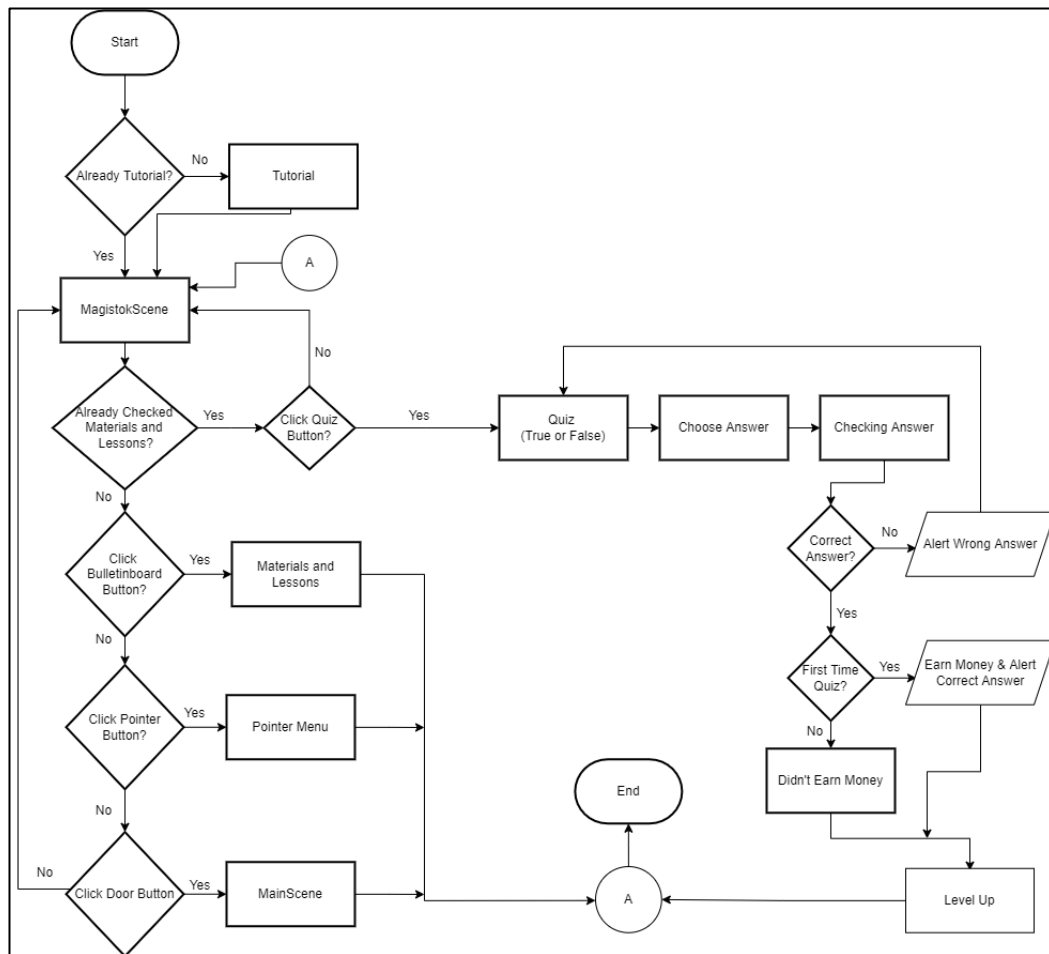 Start
Already Tutorial?
No
Tutorial
Yes
A
MagistokScene
No
Already Checked
Materials and
Lessons?
Yes
Click Quiz
Button?
Yes
Quiz
(True or False)
Choose Answer
Checking Answer
No
Click
Bulletinboard
Button?
Yes
Materials and
Lessons
Correct
Answer?
No
Alert Wrong Answer
Yes
No
Click Pointer
Button?
Yes
Pointer Menu
First Time
Quiz?
Yes
Earn Money & Alert
Correct Answer
No
Didn't Earn Money
End
No
No
Click Door Button
Yes
MainScene
A
Level Up